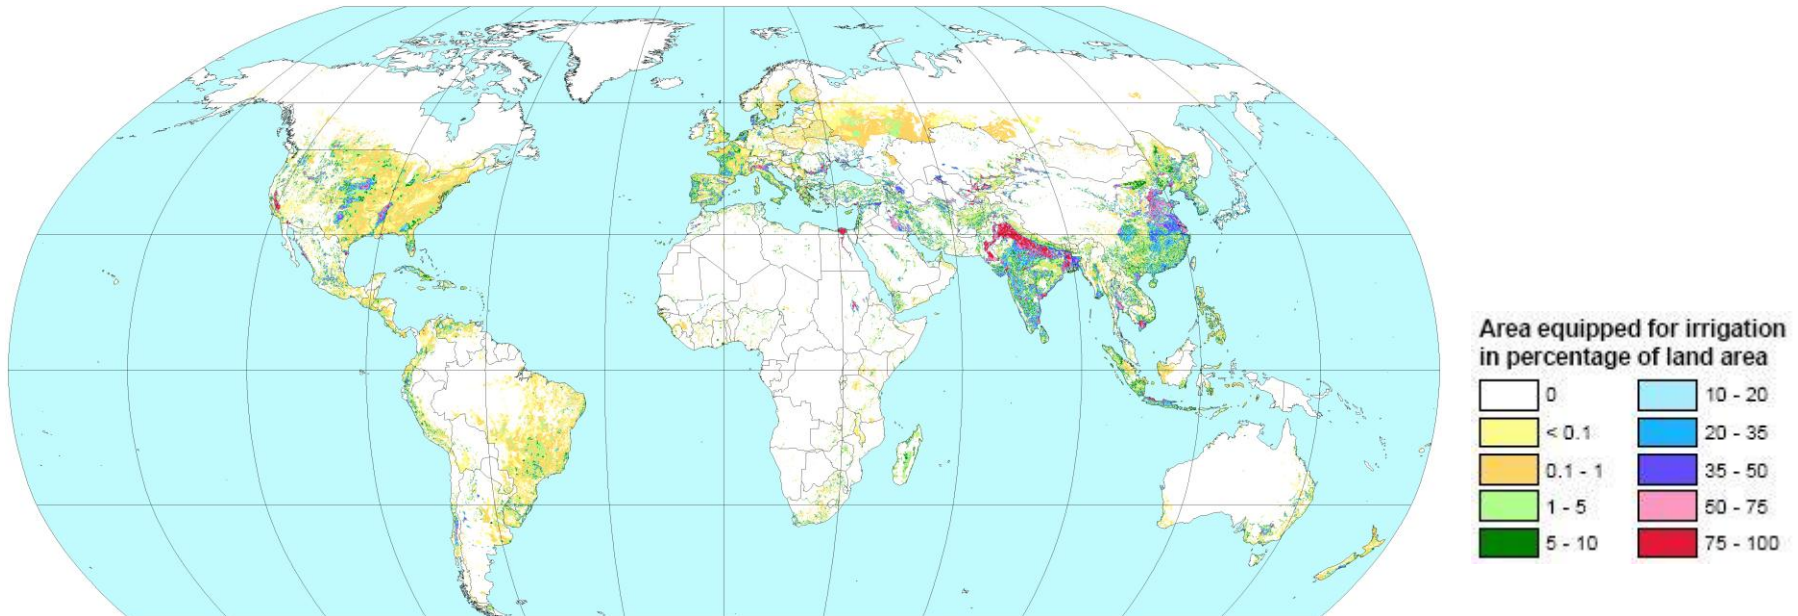 Area equipped for irrigation
in percentage of land area
0
10 - 20
< 0.1
20 - 35
0.1 - 1
35 - 50
1 - 5
50 - 75
5 - 10
75 - 100